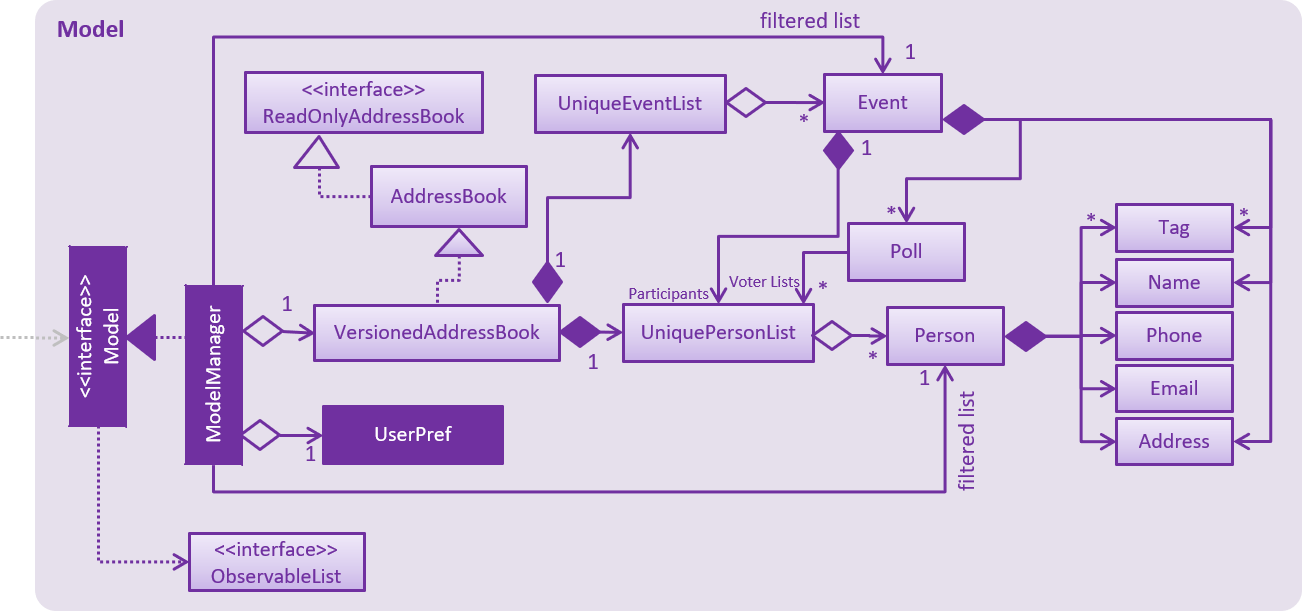 Model
filtered list
1
<<interface>>
ReadOnlyAddressBook
UniqueEventList
*
Event
1
AddressBook
*
Poll
*
Tag
*
Name
Phone
Email
Address
<<interface>>
Model
ModelManager
1
VersionedAddressBook
1
1
Participants
Voter Lists
*
UniquePersonList
*
Person
1
filtered list
1
UserPref
<<interface>>
ObservableList